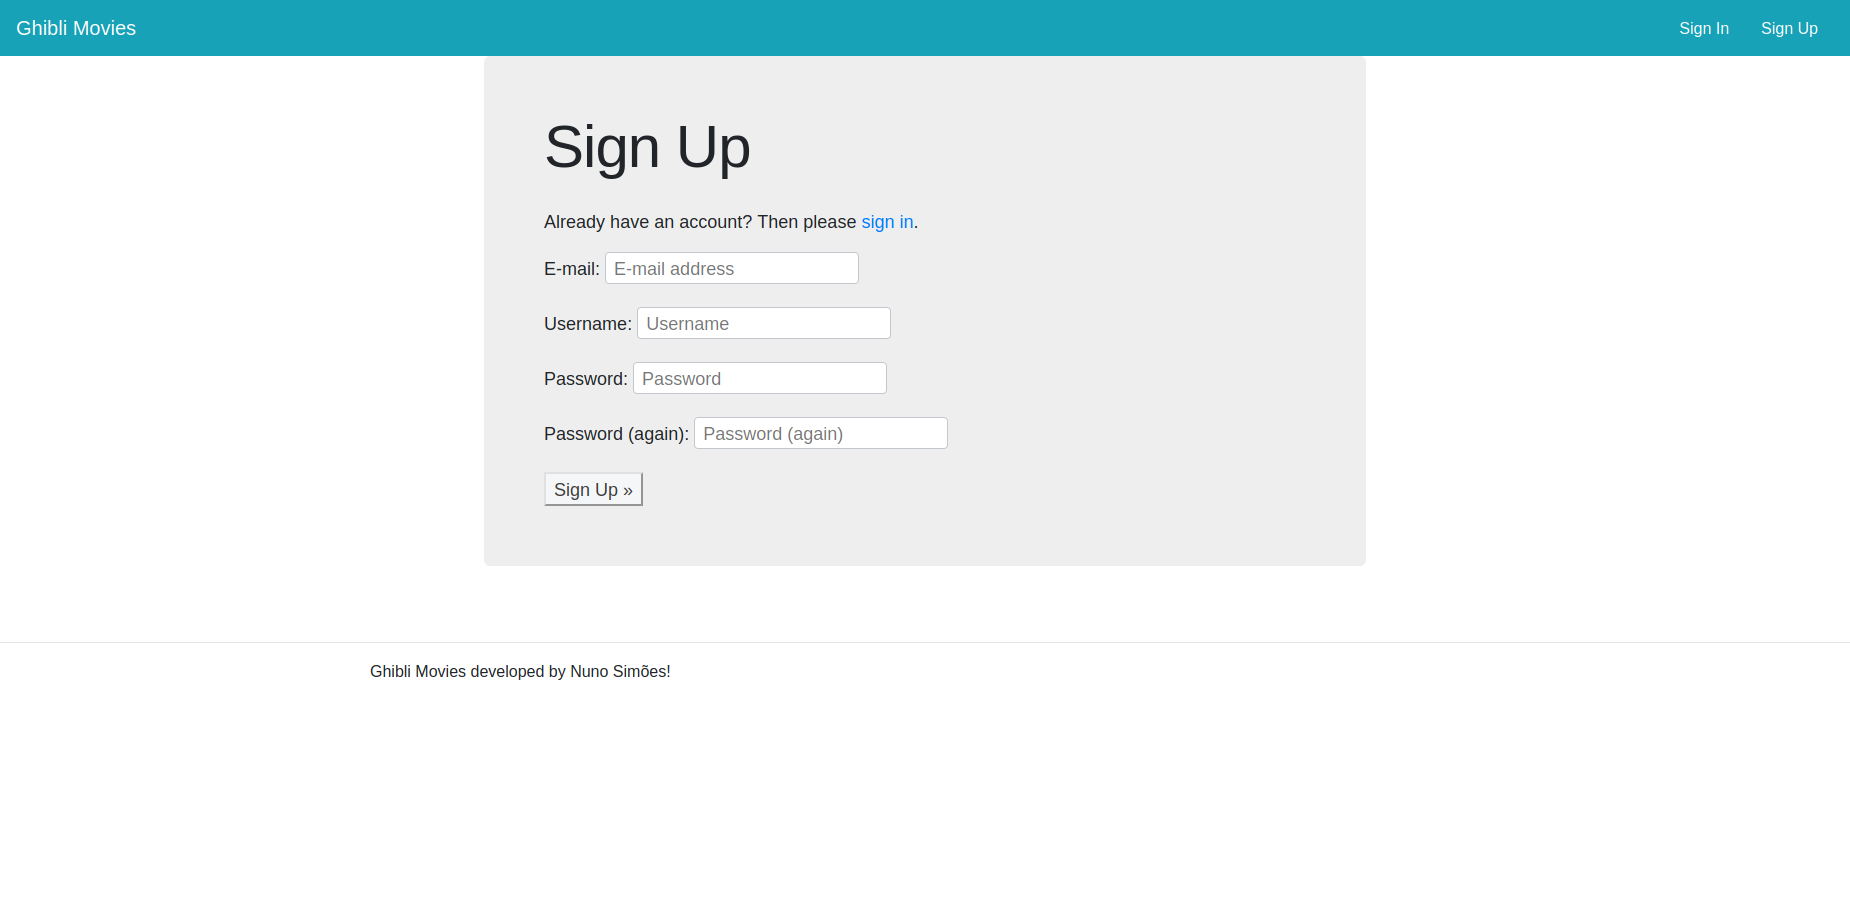 Ghibli Movies Sign In Sign Up
Sign Up
Already have an account? Then please sign in.
E-mail: E-mail address
Username: Username
Password: Password
Password (again): Password (again)
Sign Up »
Ghibli Movies developed by Nuno Simões!